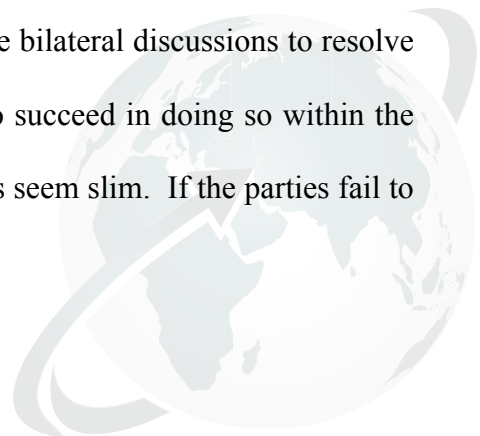 e bilateral discussions to resolve
succeed in doing so within the
s seem slim.  If the parties fail to